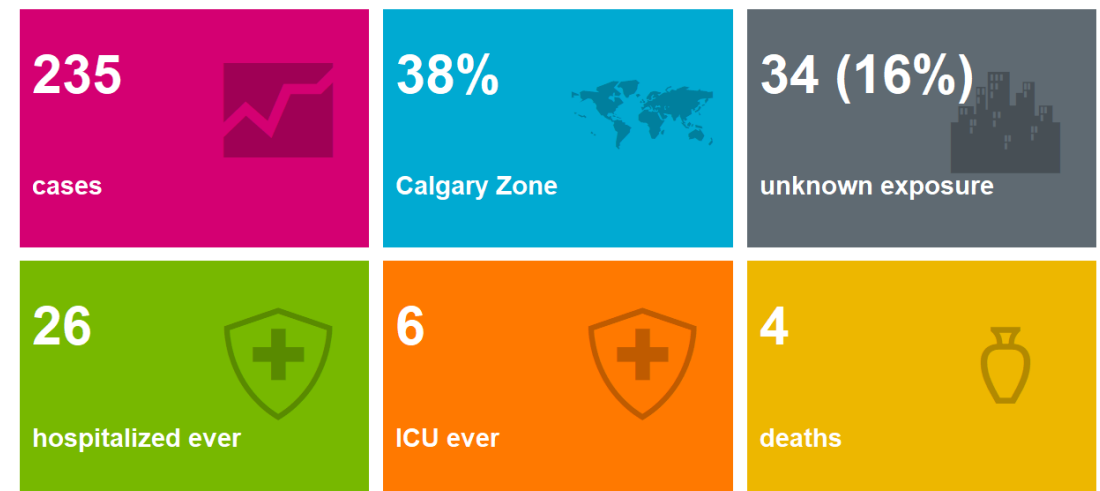 235
cases
38%
Calgary Zone
34 (16%)
unknown exposure
26
hospitalized ever
6
ICU ever
4
deaths